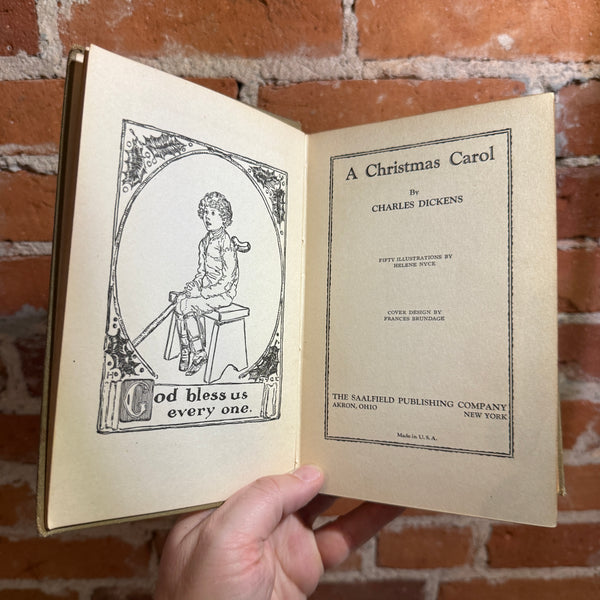 God bless us
every one.
A Christmas Carol
By
CHARLES DICKENS
FIFTY ILLUSTRATIONS BY
HELENE NYCE
COVER DESIGN BY
FRANCES BRUNDAGE
THE SAALFIELD PUBLISHING COMPANY
AKRON, OHIO NEW YORK
Made in U. S. A.